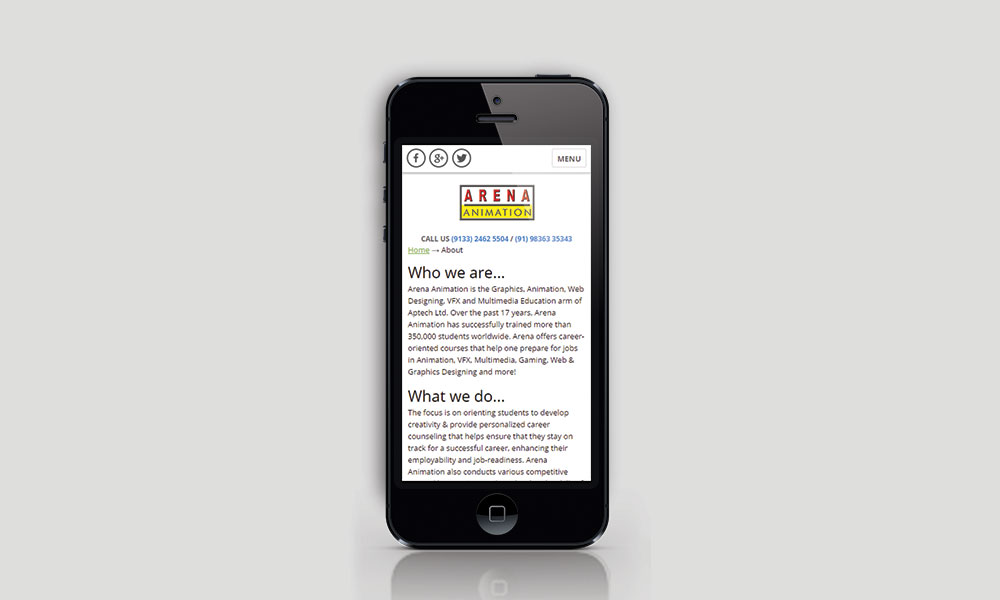 f g+
MENU
ARENA
ANIMATION
CALL US (9133) 2462 5504 / (91) 98363 35343
Home → About
Who we are...
Arena Animation is the Graphics, Animation, Web
Designing, VFX and Multimedia Education arm of
Aptech Ltd. Over the past 17 years, Arena
Animation has successfully trained more than
350,000 students worldwide. Arena offers career-
oriented courses that help one prepare for jobs
in Animation, VFX, Multimedia, Gaming, Web &
Graphics Designing and more!
What we do...
The focus is on orienting students to develop
creativity & provide personalized career
counseling that helps ensure that they stay on
track for a successful career, enhancing their
employability and job-readiness. Arena
Animation also conducts various competitive